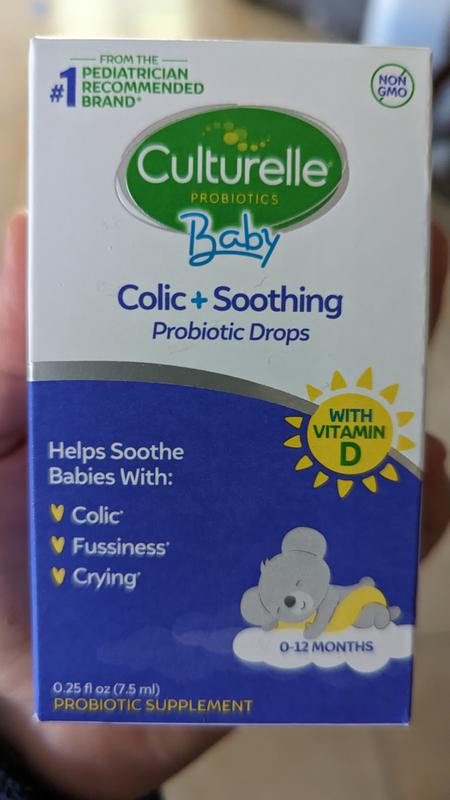 FROM THE
#1 PEDIATRICIAN
RECOMMENDED
BRAND*
NON
GMO
Culturelle®
PROBIOTICS
Baby
Colic + Soothing
Probiotic Drops
WITH
VITAMIN
D
Helps Soothe
Babies With:
Colic*
Fussiness*
Crying*
0-12 MONTHS
0.25 fl oz (7.5 ml)
PROBIOTIC SUPPLEMENT